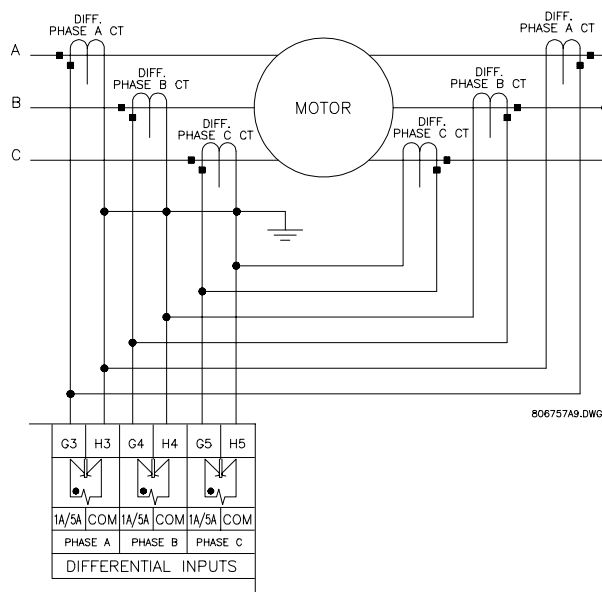 DIFF.
PHASE A CT
DIFF.
PHASE A CT
A
DIFF.
PHASE B CT
DIFF.
PHASE B CT
B
MOTOR
DIFF.
PHASE C CT
DIFF.
PHASE C CT
C
806757A9.DWG
G3 H3 G4 H4 G5 H5
1A/5A COM 1A/5A COM 1A/5A COM
PHASE A PHASE B PHASE C
DIFFERENTIAL INPUTS